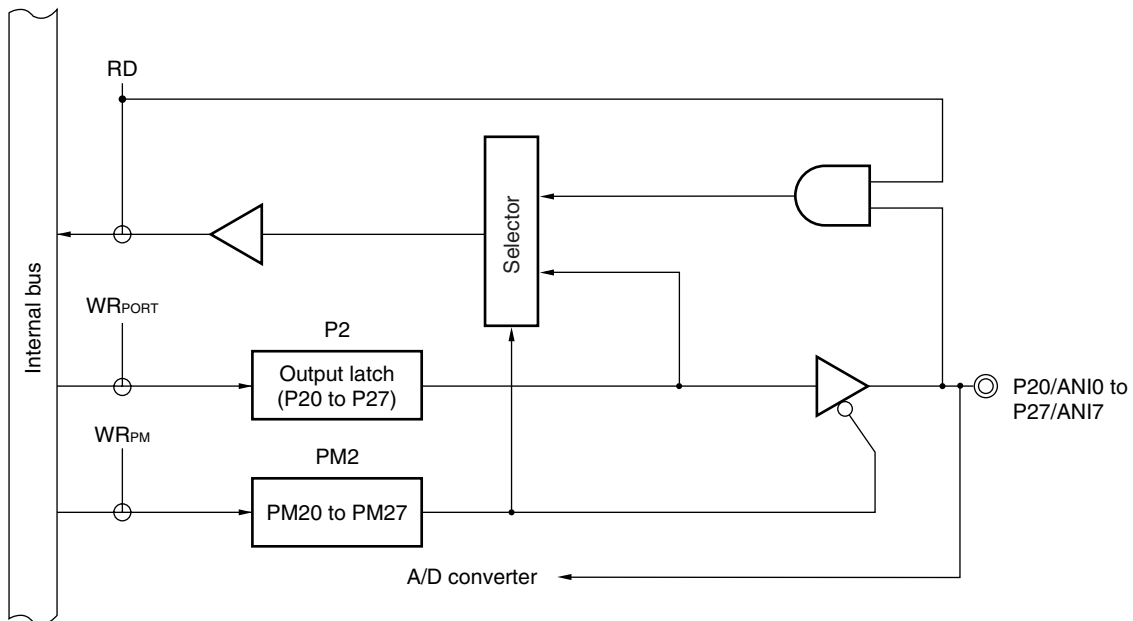 RD
Internal bus
Selector
WRPORT
P2
Output latch
(P20 to P27)
P20/ANI0 to
P27/ANI7
WRPM
PM2
PM20 to PM27
A/D converter